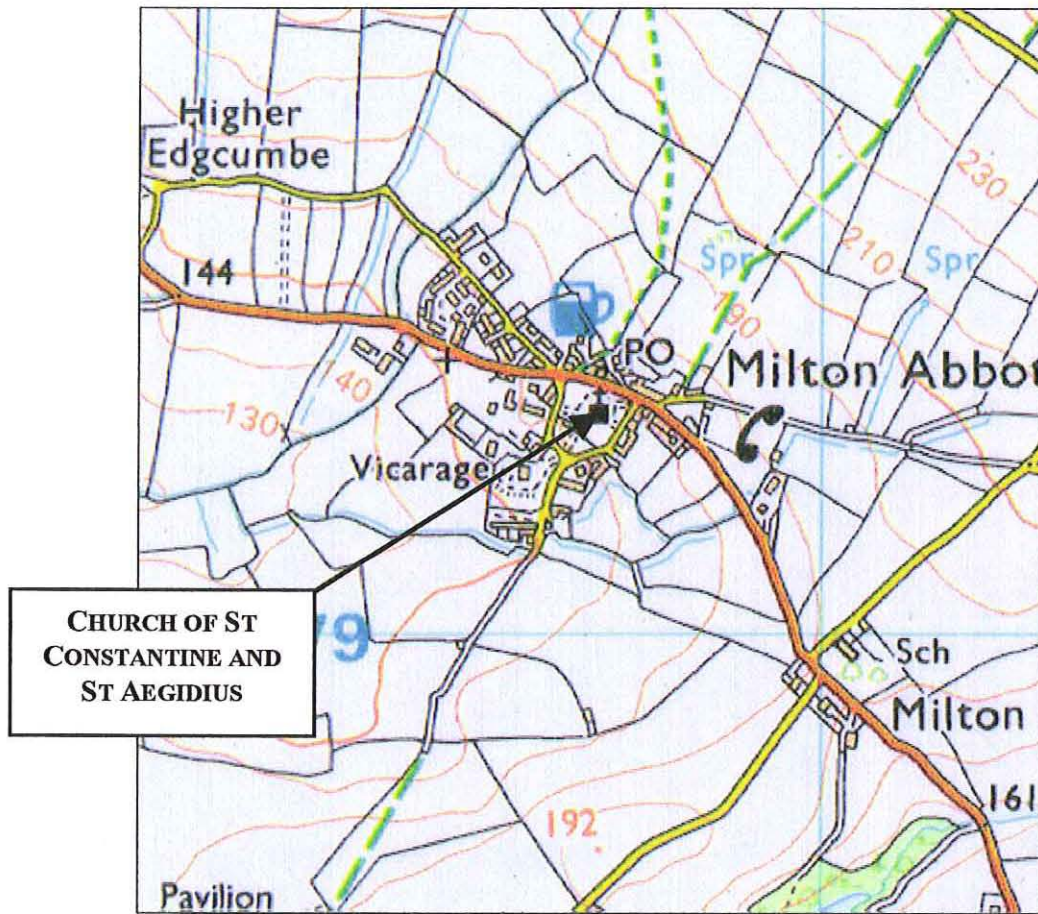 Higher
Edgcumbe
230
210
Spr
Spr
144
190
PO
Milton Abbot
140
130
Vicarage
CHURCH OF ST
CONSTANTINE AND
ST AEGIDIUS
79
Sch
Milton
161
192
Pavilion